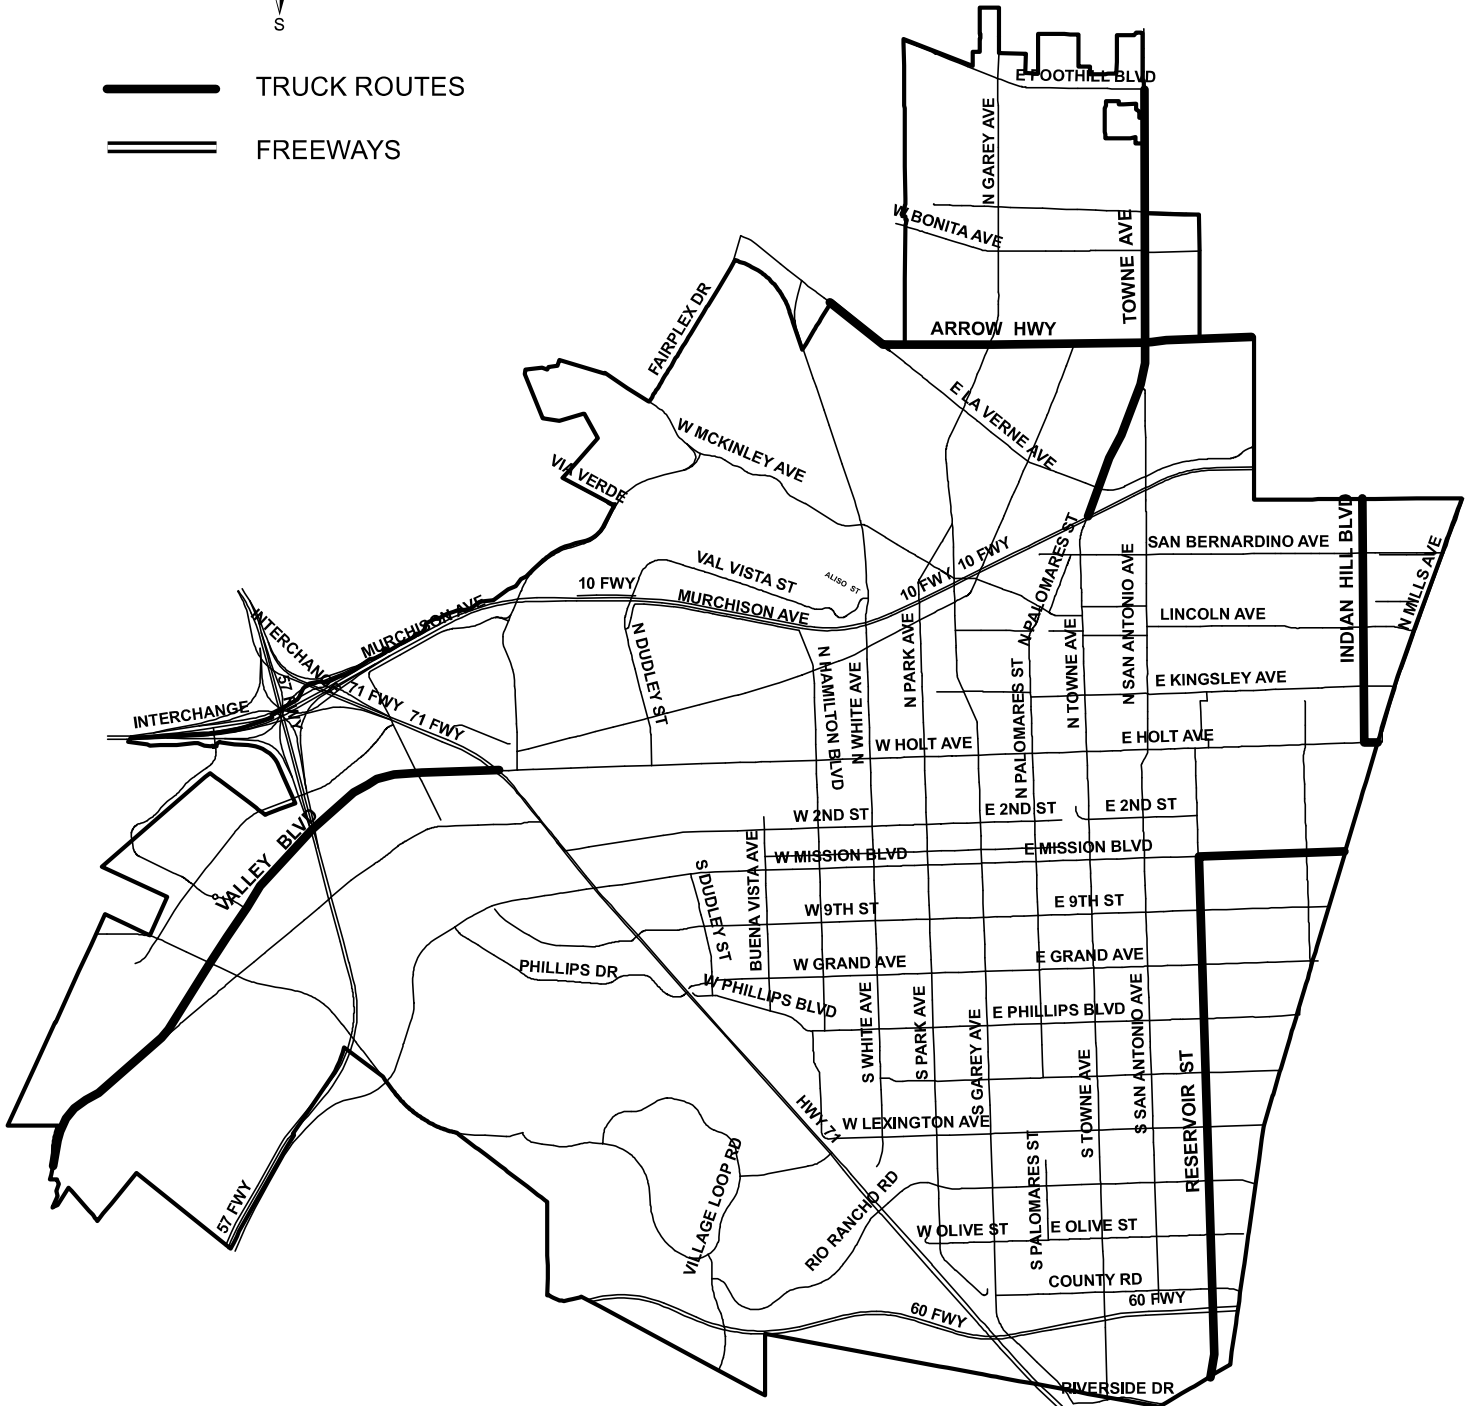 S
TRUCK ROUTES
FREEWAYS
E FOOTHILL BLVD
N GAREY AVE
W BONITA AVE
TOWNE AVE
ARROW HWY
FAIRPLEX DR
E LA VERNE AVE
W MCKINLEY AVE
VIA VERDE
INDIAN HILL BLVD
N MILLS AVE
SAN BERNARDINO AVE
N PALOMARES ST
N SAN ANTONIO AVE
10 FWY
10 FWY
10 FWY
VAL VISTA ST
ALISO ST
MURCHISON AVE
MURCHISON AVE
LINCOLN AVE
INTERCHANGE
N DUDLEY ST
N HAMILTON BLVD
N WHITE AVE
N PARK AVE
N PALOMARES ST
N TOWNE AVE
E KINGSLEY AVE
57 FWY
71 FWY
71 FWY
INTERCHANGE
W HOLT AVE
E HOLT AVE
VALLEY BLVD
W 2ND ST
E 2ND ST
E 2ND ST
W MISSION BLVD
E MISSION BLVD
S DUDLEY ST
BUENA VISTA AVE
W 9TH ST
E 9TH ST
PHILLIPS DR
W GRAND AVE
E GRAND AVE
W PHILLIPS BLVD
E PHILLIPS BLVD
S WHITE AVE
S PARK AVE
S GAREY AVE
S TOWNE AVE
S SAN ANTONIO AVE
RESERVOIR ST
HWY 71
W LEXINGTON AVE
VILLAGE LOOP RD
RIO RANCHO RD
S PALOMARES ST
57 FWY
W OLIVE ST
E OLIVE ST
COUNTY RD
60 FWY
60 FWY
RIVERSIDE DR